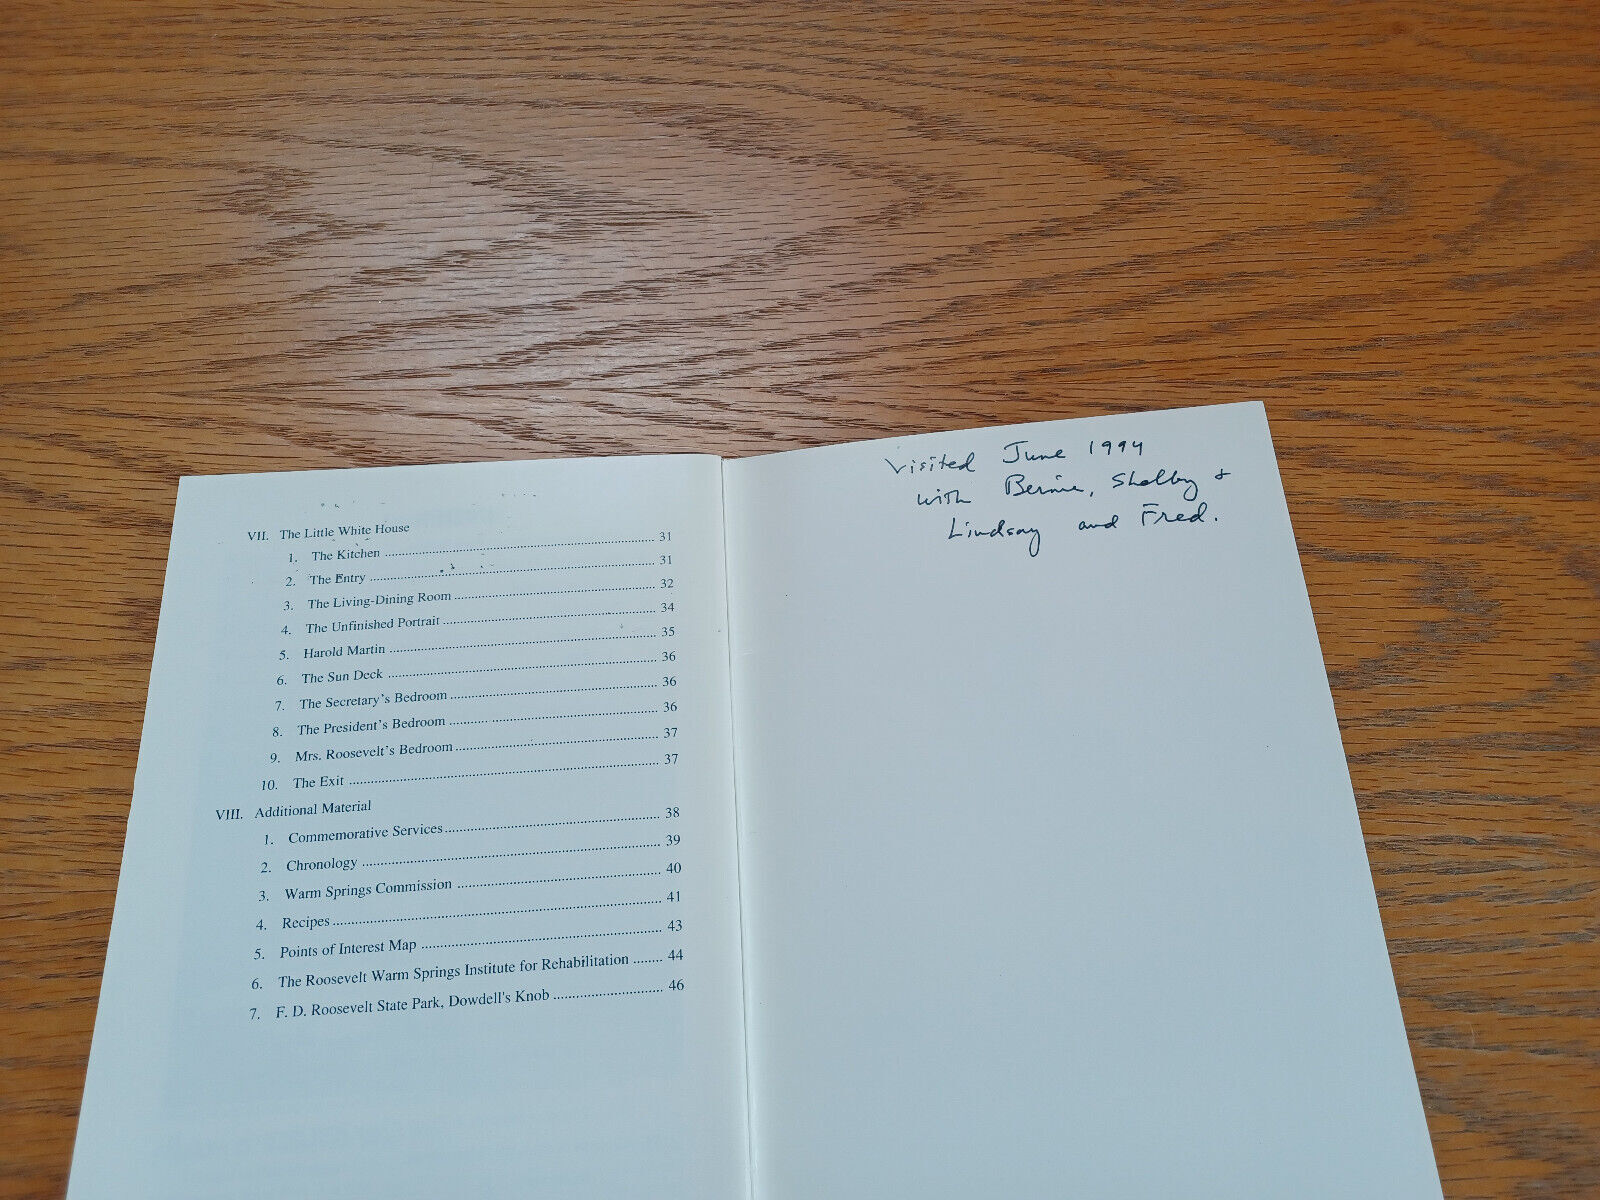 VII. The Little White House
1. The Kitchen ........ 31
2. The Entry ........ 31
3. The Living-Dining Room ........ 32
4. The Unfinished Portrait ........ 34
5. Harold Martin ........ 35
6. The Sun Deck ........ 36
7. The Secretary's Bedroom ........ 36
8. The President's Bedroom ........ 36
9. Mrs. Roosevelt's Bedroom ........ 37
10. The Exit ........ 37
VIII. Additional Material
1. Commemorative Services ........ 38
2. Chronology ........ 39
3. Warm Springs Commission ........ 40
4. Recipes ........ 41
5. Points of Interest Map ........ 43
6. The Roosevelt Warm Springs Institute for Rehabilitation ........ 44
7. F. D. Roosevelt State Park, Dowdell's Knob ........ 46
Visited June 1994
with Bernie, Shelby &
Lindsay and Fred.